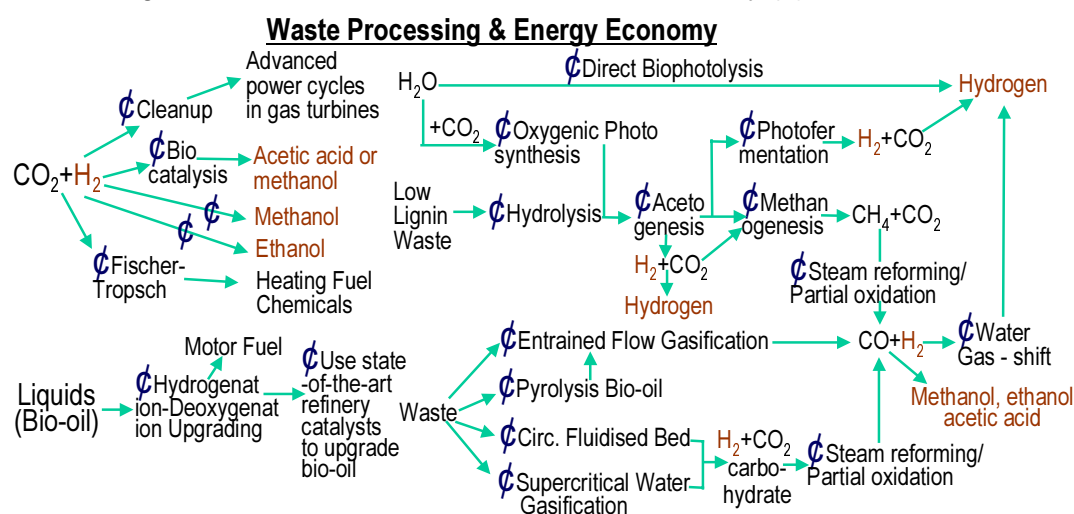 Waste Processing & Energy Economy
Advanced
power cycles
in gas turbines
₵Cleanup
CO2+H2
₵Bio
catalysis
Acetic acid or
methanol
₵
Methanol
₵
Ethanol
₵Fischer-
Tropsch
Heating Fuel
Chemicals
H2O
₵Direct Biophotolysis
Hydrogen
+CO2
₵Oxygenic Photo
synthesis
₵Photofer
mentation
H2+CO2
Low
Lignin
Waste
₵Hydrolysis
₵Aceto
genesis
₵Methan
ogenesis
CH4+CO2
H2+CO2
Hydrogen
₵Steam reforming/
Partial oxidation
Liquids
(Bio-oil)
Motor Fuel
₵Hydrogenat
ion-Deoxygenat
ion Upgrading
₵Use state
-of-the-art
refinery
catalysts
to upgrade
bio-oil
Waste
₵Entrained Flow Gasification
CO+H2
₵Water
Gas - shift
₵Pyrolysis Bio-oil
Methanol, ethanol
acetic acid
₵Circ. Fluidised Bed
H2+CO2
carbo-
hydrate
₵Steam reforming/
Partial oxidation
₵Supercritical Water
Gasification